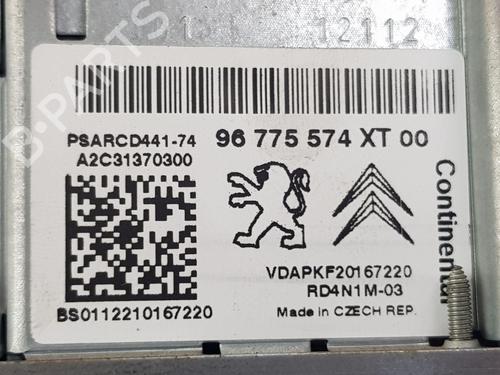 12112
PSARCD441-74
96 775 574 XT 00
A2C31370300
Continental
VDAPKF20167220
RD4N1M-03
BS0112210167220
Made in CZECH REP.
B-PARTS